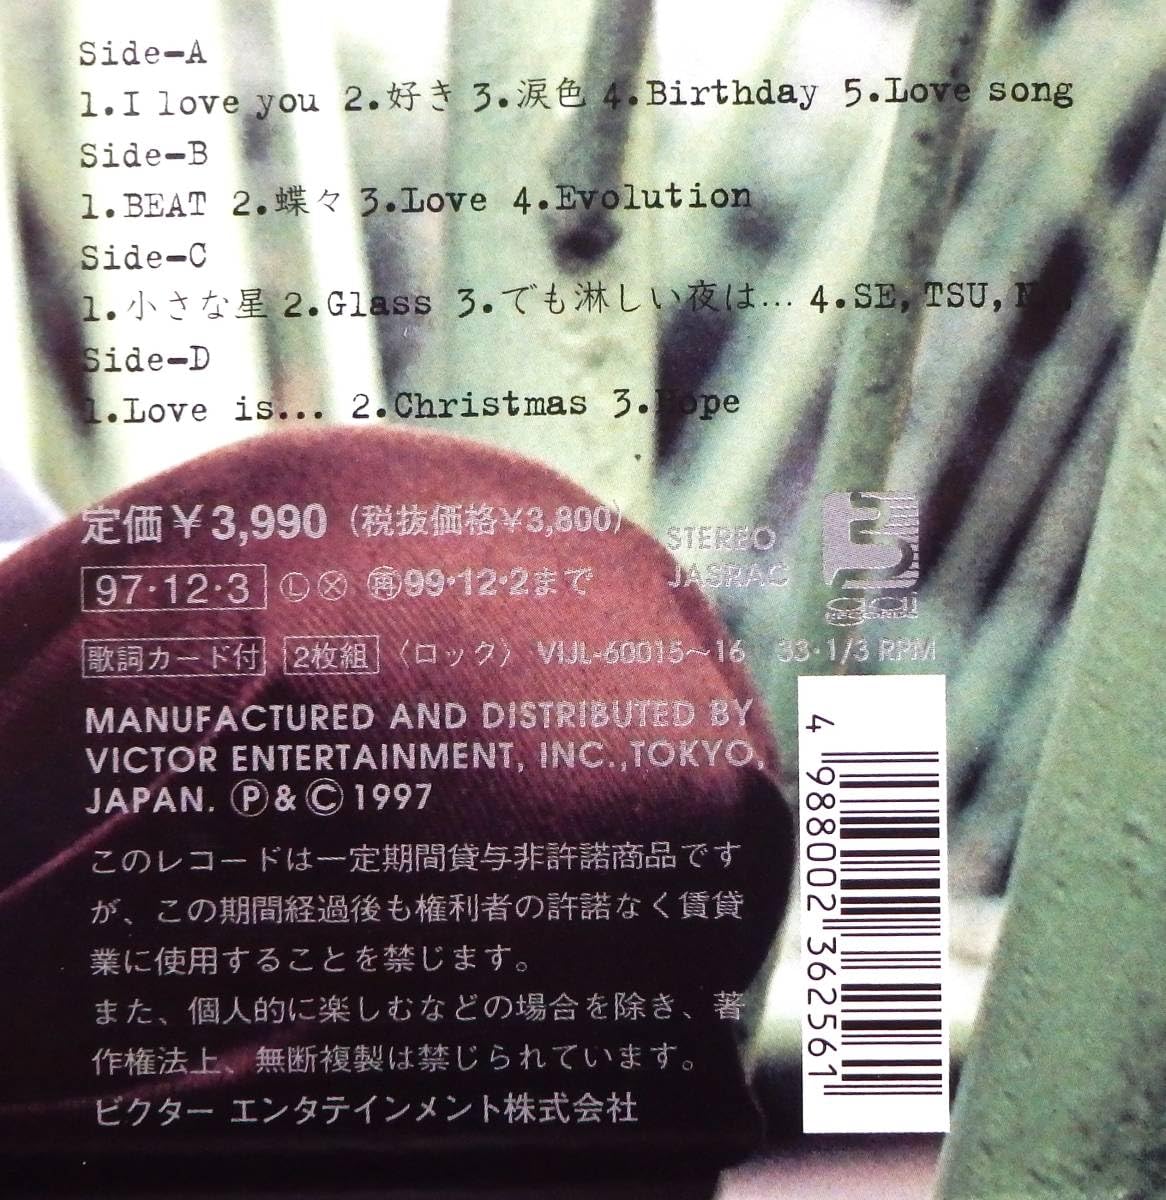 Side-A
1.I love you 2.好き 3.涙色 4.Birthday 5.Love song
Side-B
1.BEAT 2.蝶々 3.Love 4.Evolution
Side-C
1.小さな星 2.Glass 3.でも淋しい夜は... 4.SE,TSU,
Side-D
1.Love is... 2.Christmas 3.Hope
定価￥3,990（税抜価格￥3,800）
STEREO
JASRAC
97・12・3 Ⓛ Ⓧ ㊢99・12・2まで
RECORDS
歌詞カード付 2枚組 〈ロック〉 VIJL-60015～16 33・1/3 RPM
MANUFACTURED AND DISTRIBUTED BY
VICTOR ENTERTAINMENT, INC.,TOKYO,
JAPAN. Ⓟ&Ⓒ1997
このレコードは一定期間貸与非許諾商品です
が、この期間経過後も権利者の許諾なく賃貸
業に使用することを禁じます。
また、個人的に楽しむなどの場合を除き、著
作権法上、無断複製は禁じられています。
ビクター エンタテインメント株式会社
4 988002 362561